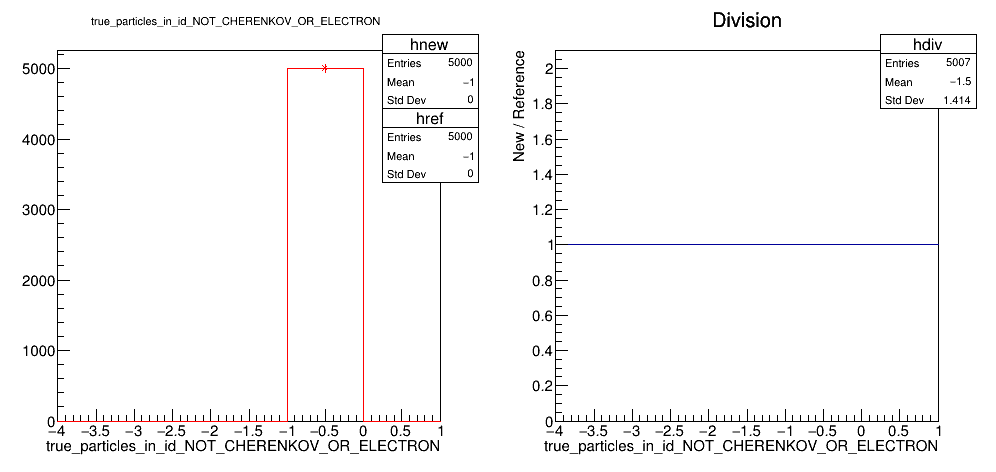 true_particles_in_id_NOT_CHERENKOV_OR_ELECTRON
hnew
Entries 5000
Mean −1
Std Dev 0
href
Entries 5000
Mean −1
Std Dev 0
5000
4000
3000
2000
1000
0
−4 −3.5 −3 −2.5 −2 −1.5 −1 −0.5 0 0.5 1
true_particles_in_id_NOT_CHERENKOV_OR_ELECTRON
Division
hdiv
Entries 5007
Mean −1.5
Std Dev 1.414
New / Reference
2
1.8
1.6
1.4
1.2
1
0.8
0.6
0.4
0.2
0
−4 −3.5 −3 −2.5 −2 −1.5 −1 −0.5 0 0.5 1
true_particles_in_id_NOT_CHERENKOV_OR_ELECTRON